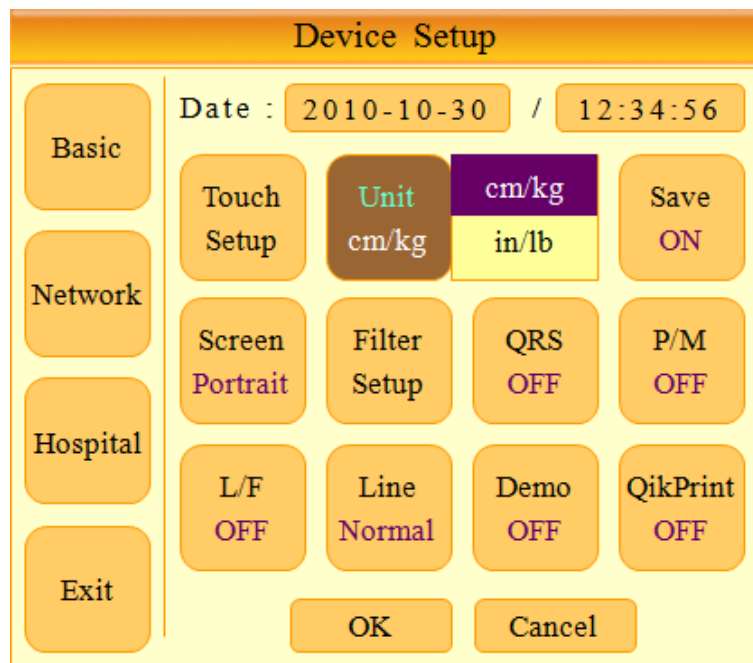 Device Setup
Date : 2010-10-30 / 12:34:56
Basic
Network
Hospital
Exit
Touch
Setup
Unit
cm/kg
cm/kg
in/lb
Save
ON
Screen
Portrait
Filter
Setup
QRS
OFF
P/M
OFF
L/F
OFF
Line
Normal
Demo
OFF
QikPrint
OFF
OK
Cancel